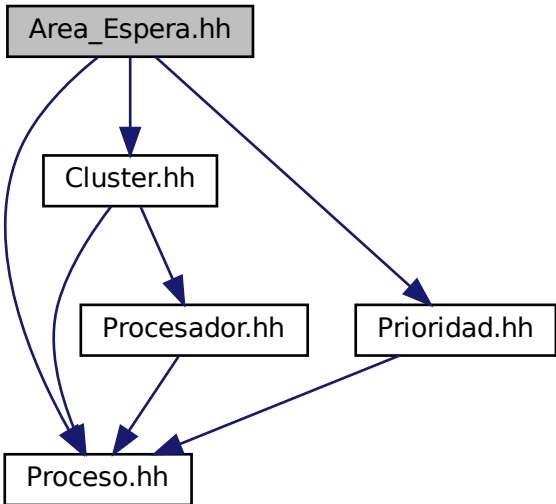 Area_Espera.hh
Cluster.hh
Procesador.hh
Prioridad.hh
Proceso.hh